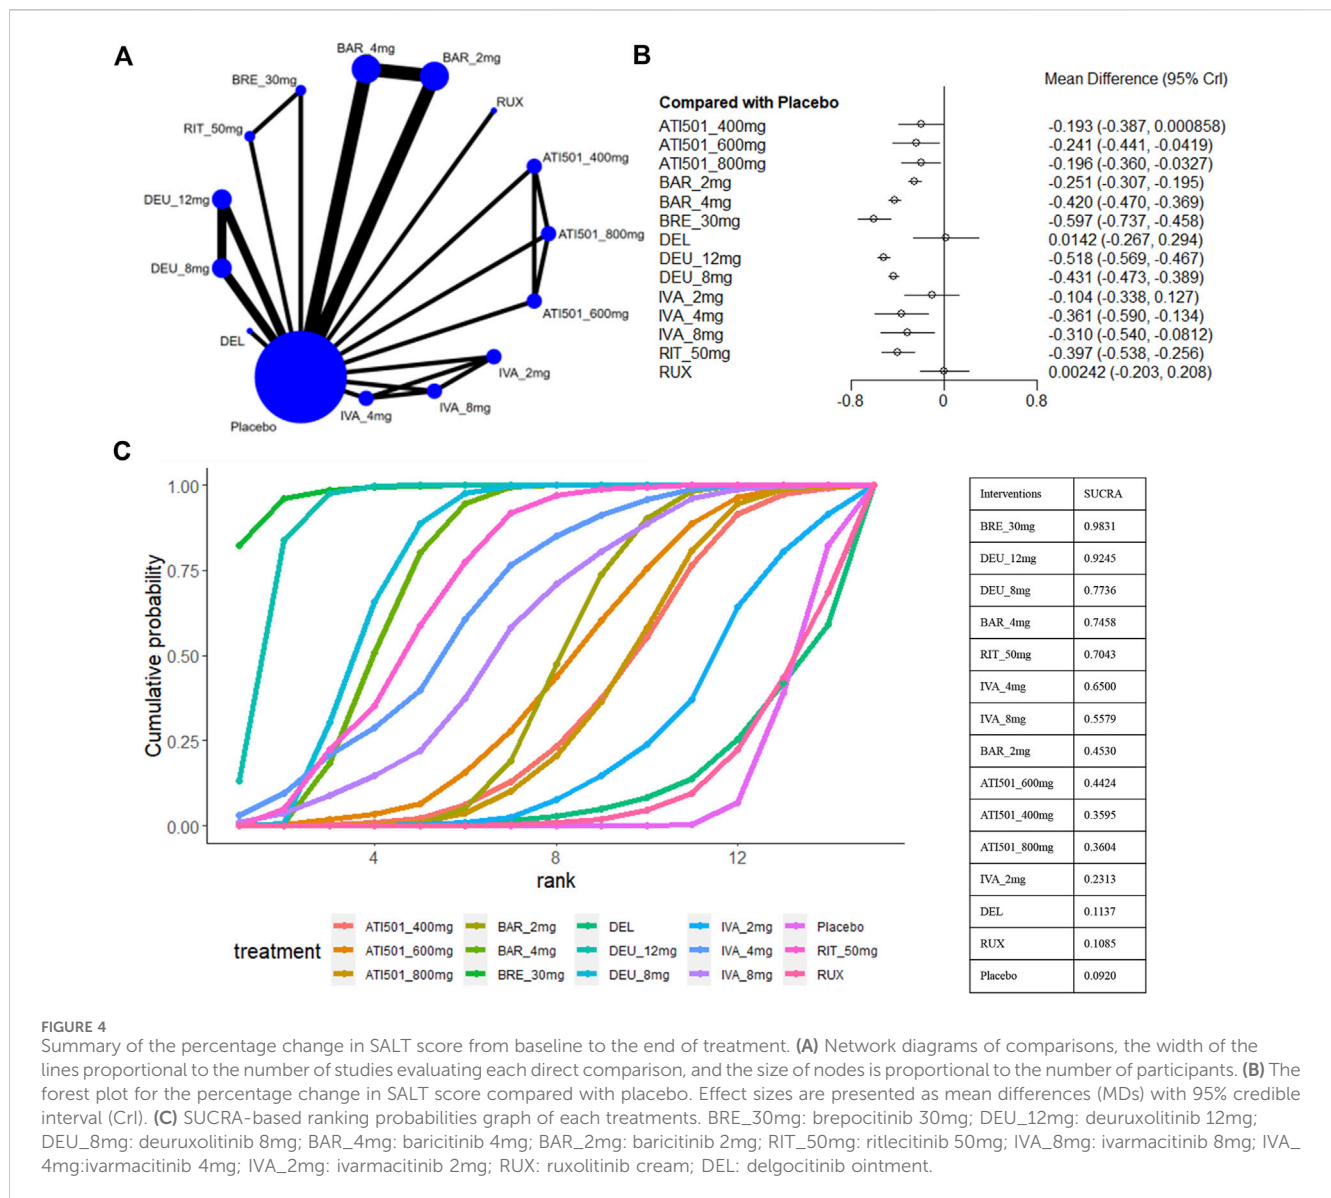 A
BAR_4mg
BAR_2mg
BRE_30mg
RUX
RIT_50mg
ATI501_400mg
DEU_12mg
ATI501_800mg
DEU_8mg
ATI501_600mg
DEL
IVA_2mg
IVA_8mg
IVA_4mg
Placebo
B
Mean Difference (95% CrI)
Compared with Placebo
ATI501_400mg -0.193 (-0.387, 0.000858)
ATI501_600mg -0.241 (-0.441, -0.0419)
ATI501_800mg -0.196 (-0.360, -0.0327)
BAR_2mg -0.251 (-0.307, -0.195)
BAR_4mg -0.420 (-0.470, -0.369)
BRE_30mg -0.597 (-0.737, -0.458)
DEL 0.0142 (-0.267, 0.294)
DEU_12mg -0.518 (-0.569, -0.467)
DEU_8mg -0.431 (-0.473, -0.389)
IVA_2mg -0.104 (-0.338, 0.127)
IVA_4mg -0.361 (-0.590, -0.134)
IVA_8mg -0.310 (-0.540, -0.0812)
RIT_50mg -0.397 (-0.538, -0.256)
RUX 0.00242 (-0.203, 0.208)
-0.8 0 0.8
C
1.00
0.75
0.50
0.25
0.00
Cumulative probability
4 8 12
rank
treatment
ATI501_400mg BAR_2mg DEL IVA_2mg Placebo
ATI501_600mg BAR_4mg DEU_12mg IVA_4mg RIT_50mg
ATI501_800mg BRE_30mg DEU_8mg IVA_8mg RUX
Interventions SUCRA
BRE_30mg 0.9831
DEU_12mg 0.9245
DEU_8mg 0.7736
BAR_4mg 0.7458
RIT_50mg 0.7043
IVA_4mg 0.6500
IVA_8mg 0.5579
BAR_2mg 0.4530
ATI501_600mg 0.4424
ATI501_400mg 0.3595
ATI501_800mg 0.3604
IVA_2mg 0.2313
DEL 0.1137
RUX 0.1085
Placebo 0.0920
FIGURE 4
Summary of the percentage change in SALT score from baseline to the end of treatment. (A) Network diagrams of comparisons, the width of the
lines proportional to the number of studies evaluating each direct comparison, and the size of nodes is proportional to the number of participants. (B) The
forest plot for the percentage change in SALT score compared with placebo. Effect sizes are presented as mean differences (MDs) with 95% credible
interval (CrI). (C) SUCRA-based ranking probabilities graph of each treatments. BRE_30mg: brepocitinib 30mg; DEU_12mg: deuruxolitinib 12mg;
DEU_8mg: deuruxolitinib 8mg; BAR_4mg: baricitinib 4mg; BAR_2mg: baricitinib 2mg; RIT_50mg: ritlecitinib 50mg; IVA_8mg: ivarmacitinib 8mg; IVA_
4mg:ivarmacitinib 4mg; IVA_2mg: ivarmacitinib 2mg; RUX: ruxolitinib cream; DEL: delgocitinib ointment.